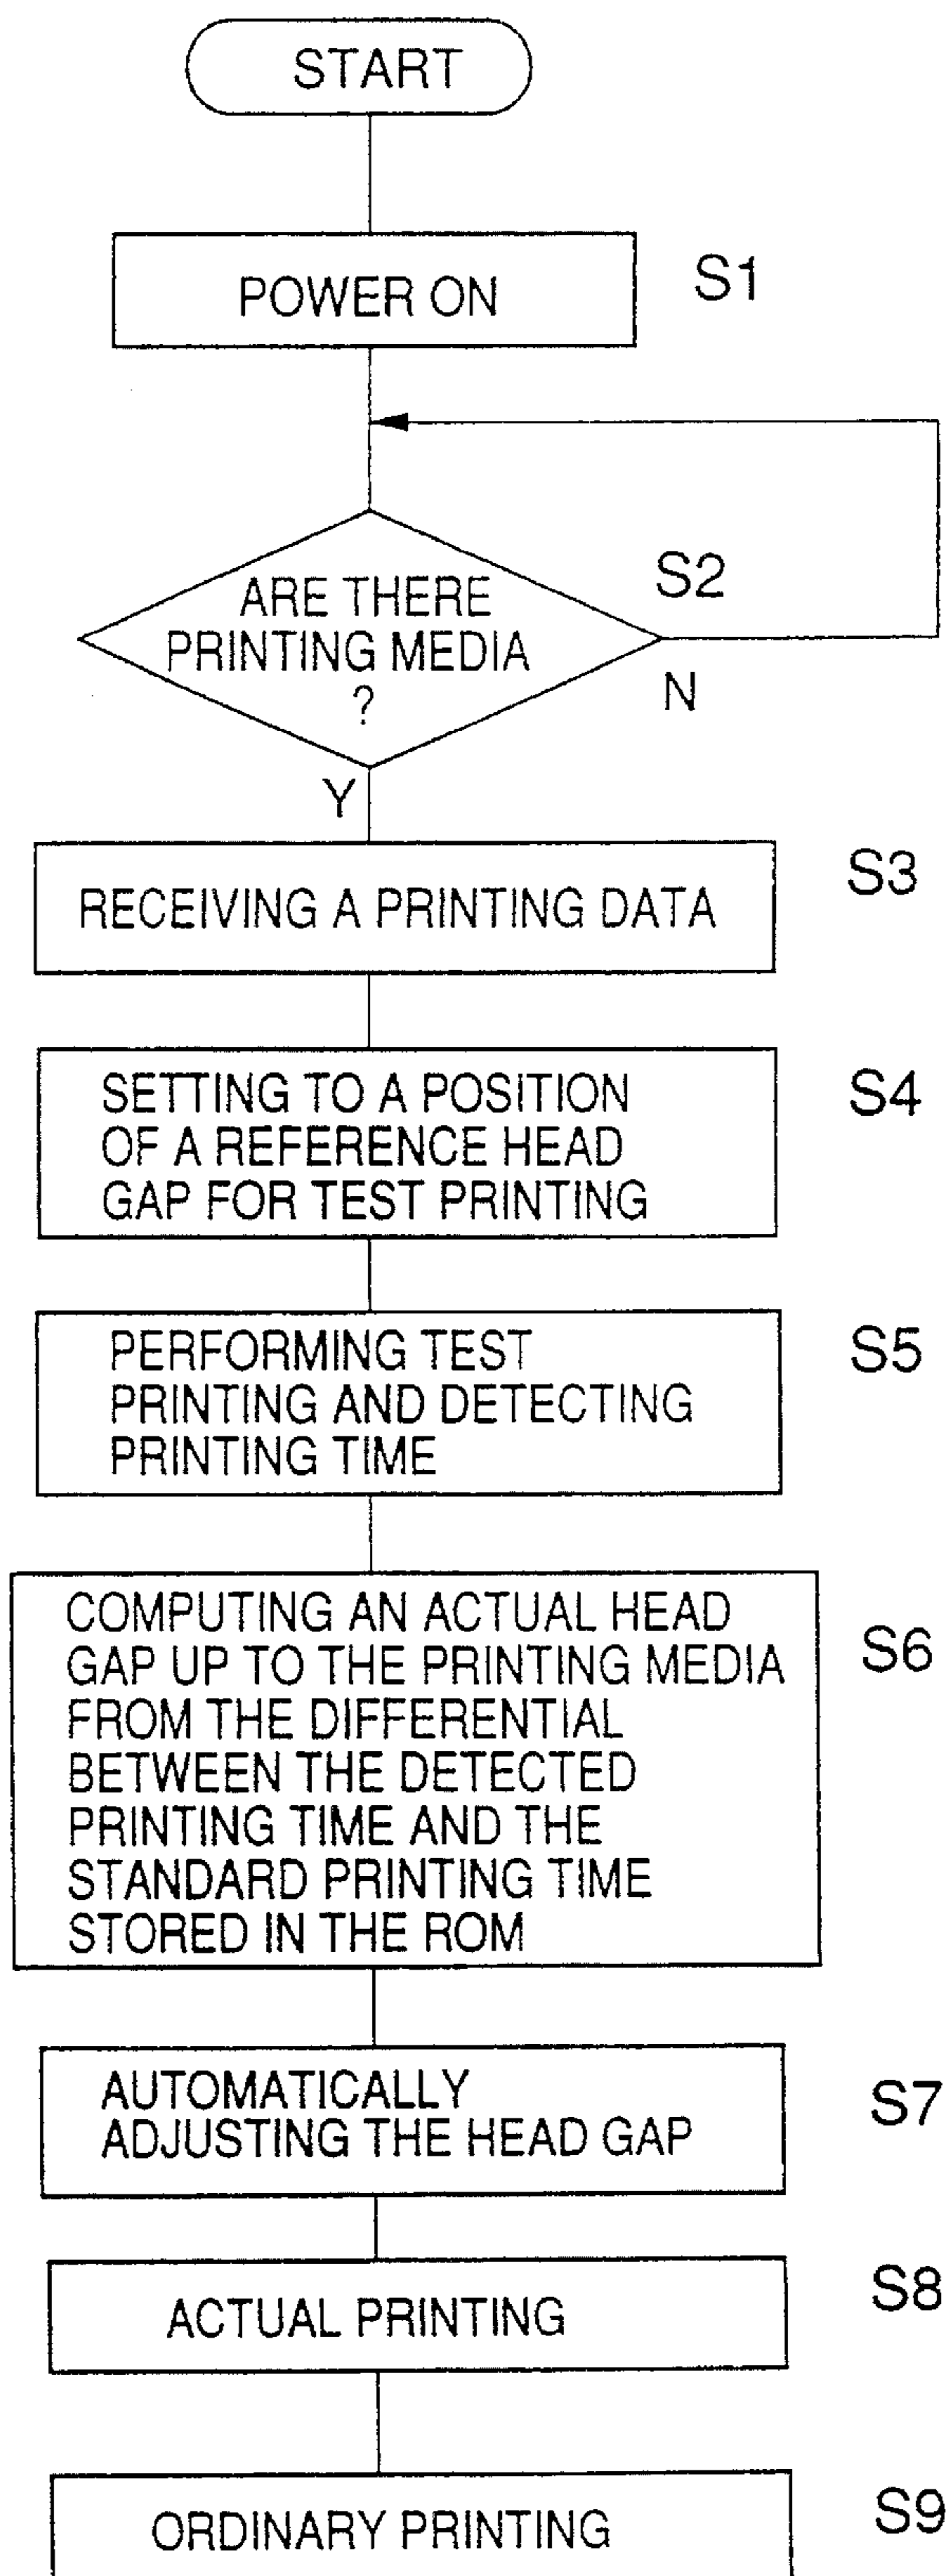 START
POWER ON
S1
ARE THERE
PRINTING MEDIA
?
S2
N
Y
RECEIVING A PRINTING DATA
S3
SETTING TO A POSITION
OF A REFERENCE HEAD
GAP FOR TEST PRINTING
S4
PERFORMING TEST
PRINTING AND DETECTING
PRINTING TIME
S5
COMPUTING AN ACTUAL HEAD
GAP UP TO THE PRINTING MEDIA
FROM THE DIFFERENTIAL
BETWEEN THE DETECTED
PRINTING TIME AND THE
STANDARD PRINTING TIME
STORED IN THE ROM
S6
AUTOMATICALLY
ADJUSTING THE HEAD GAP
S7
ACTUAL PRINTING
S8
ORDINARY PRINTING
S9